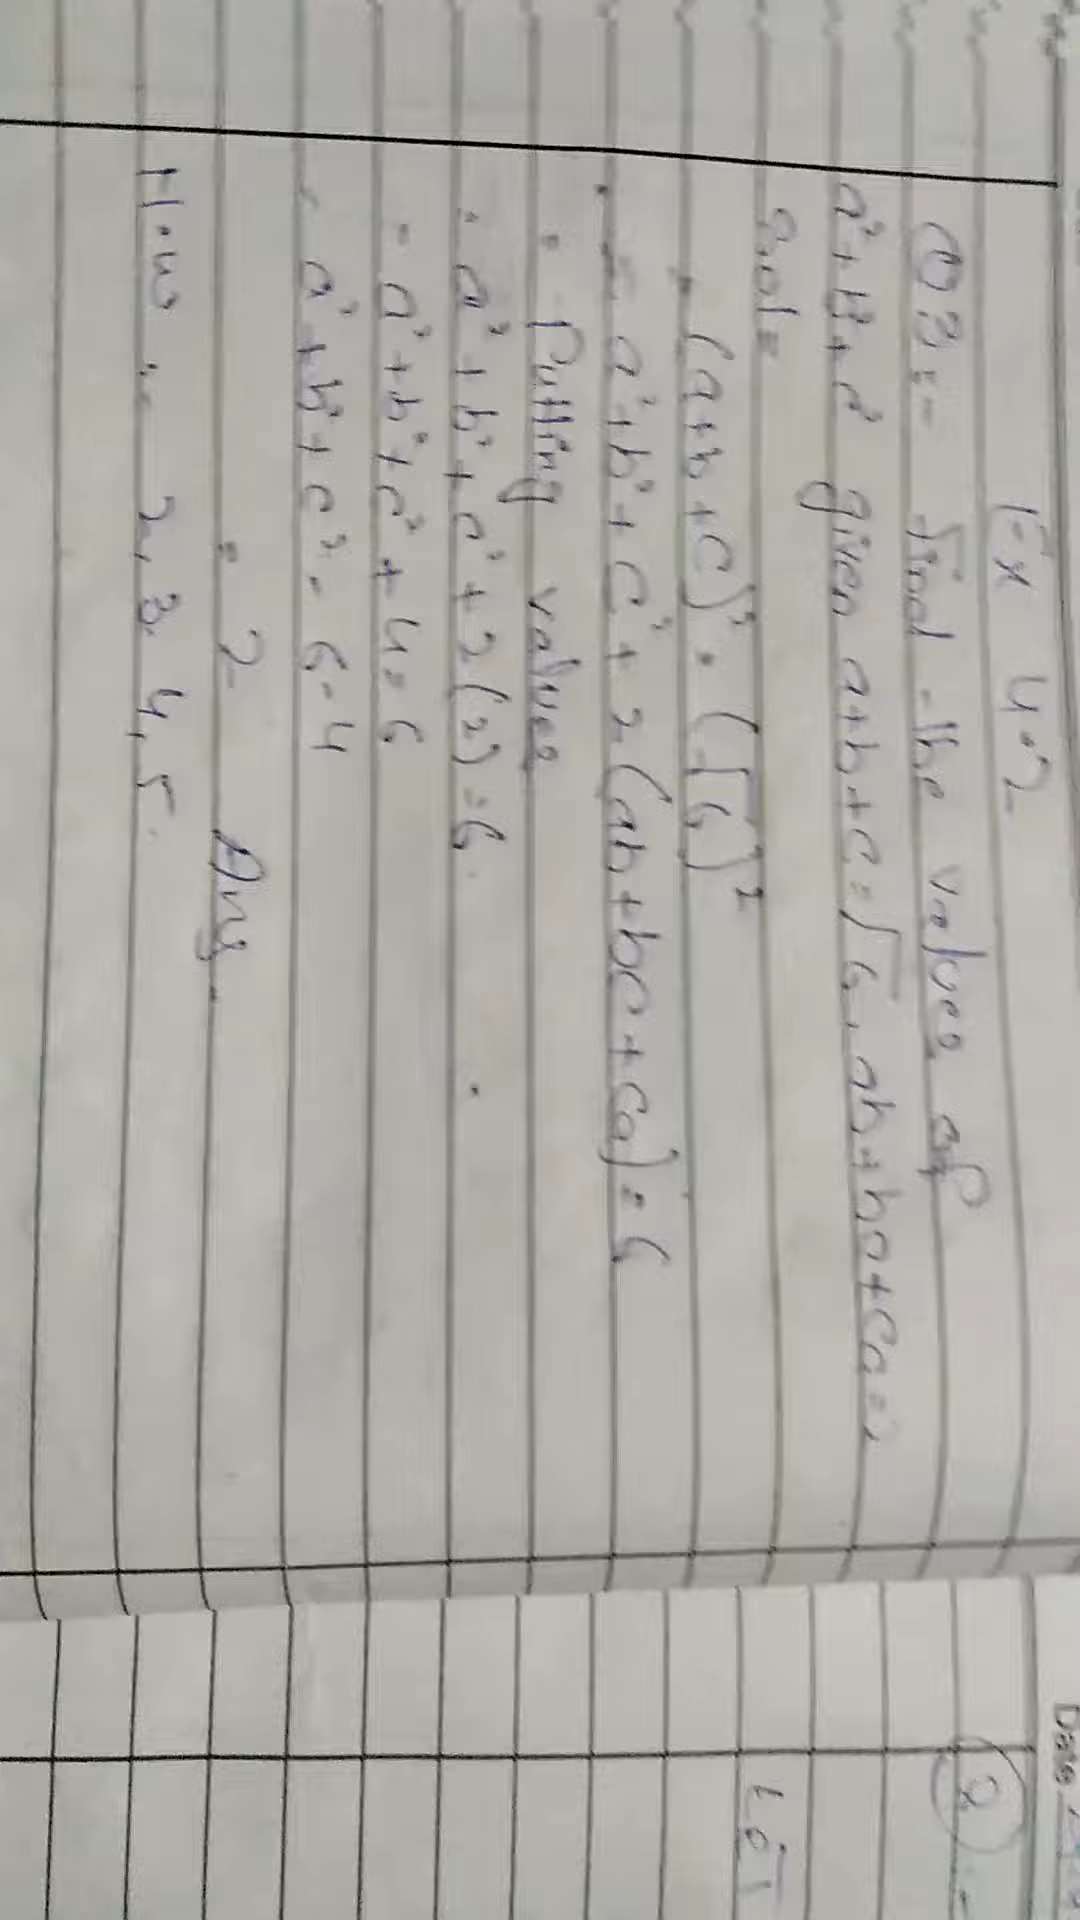 Ex 4.2
Q3:- find the values of
a²+b²+c² given a+b+c=√6, ab+bc+ca=2
Sol=
(a+b+c)² = (√6)²
= a²+b²+c²+2(ab+bc+ca)=6
= Putting values
= a²+b²+c²+2(2)=6
= a²+b²+c²+4=6
a²+b²+c²=6-4
= 2 Ans.
H.w :- 2,3,4,5.
Date
2